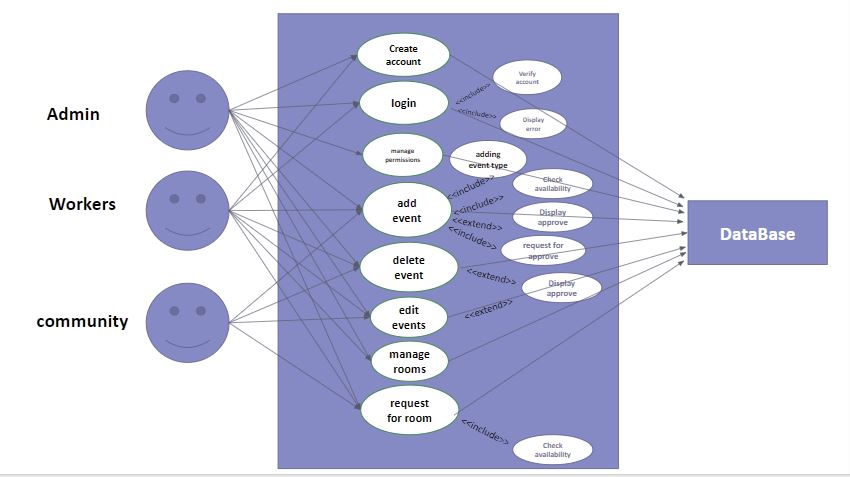 Admin
Workers
community
Create
account
login
manage
permissions
add
event
delete
event
edit
events
manage
rooms
request
for room
<<include>>
Verify
account
<<include>>
Display
error
adding
event type
<<include>>
Check
availability
<<include>>
Display
approve
<<extend>>
<<include>>
request for
approve
<<extend>>
Display
approve
<<extend>>
<<include>>
Check
availability
DataBase